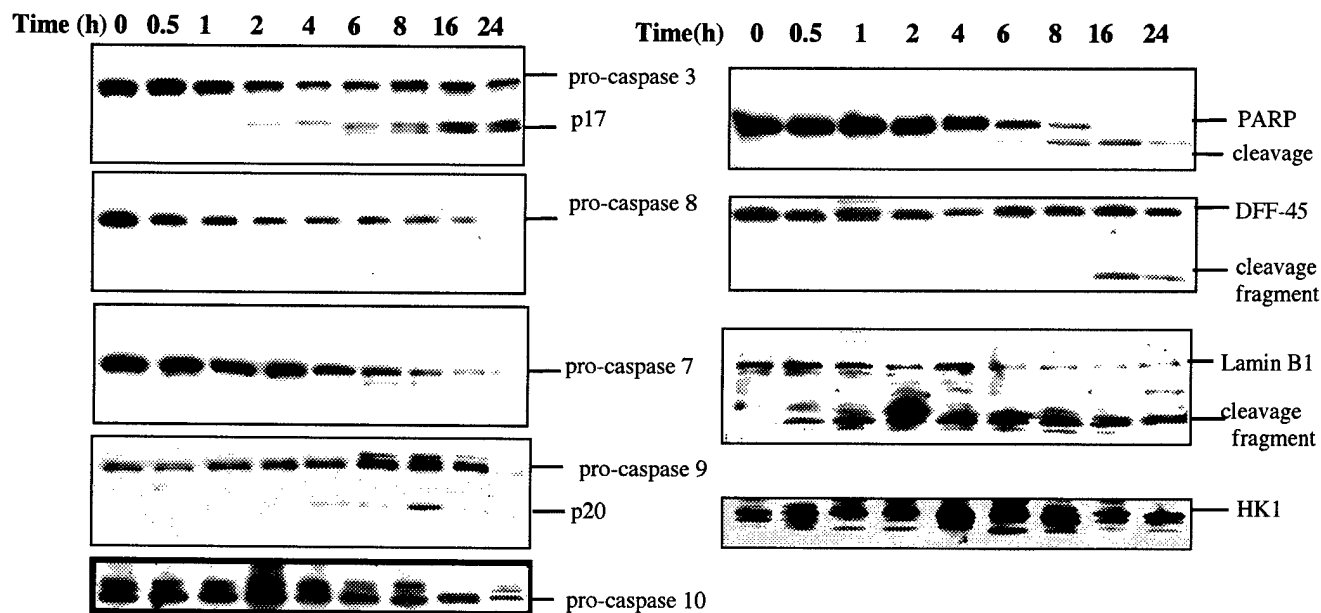 Time (h) 0 0.5 1 2 4 6 8 16 24
pro-caspase 3
p17
pro-caspase 8
pro-caspase 7
pro-caspase 9
p20
pro-caspase 10
Time(h) 0 0.5 1 2 4 6 8 16 24
PARP
cleavage
DFF-45
cleavage
fragment
Lamin B1
cleavage
fragment
HK1